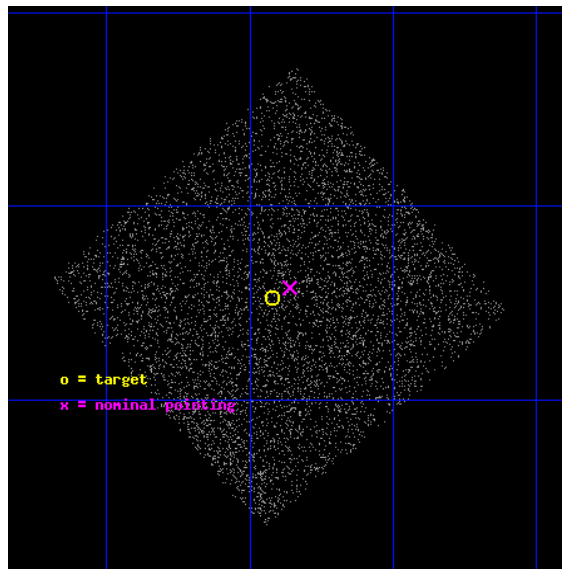 o = target
x = nominal pointing